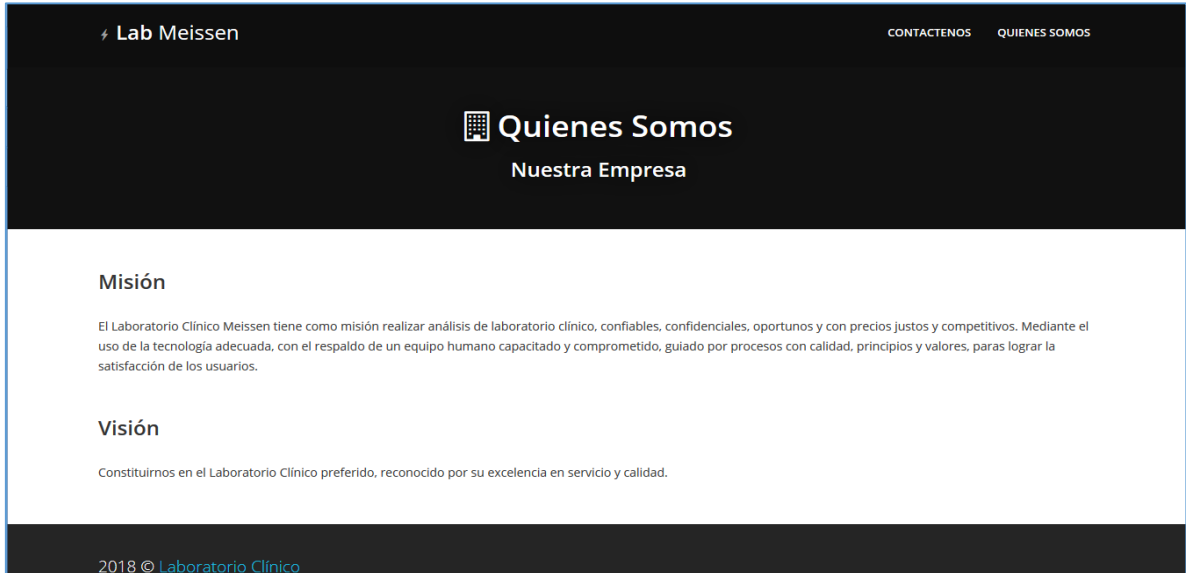 Lab Meissen
CONTACTENOS QUIENES SOMOS
Quienes Somos
Nuestra Empresa
Misión
El Laboratorio Clínico Meissen tiene como misión realizar análisis de laboratorio clínico, confiables, confidenciales, oportunos y con precios justos y competitivos. Mediante el
uso de la tecnología adecuada, con el respaldo de un equipo humano capacitado y comprometido, guiado por procesos con calidad, principios y valores, paras lograr la
satisfacción de los usuarios.
Visión
Constituirnos en el Laboratorio Clínico preferido, reconocido por su excelencia en servicio y calidad.
2018 © Laboratorio Clínico